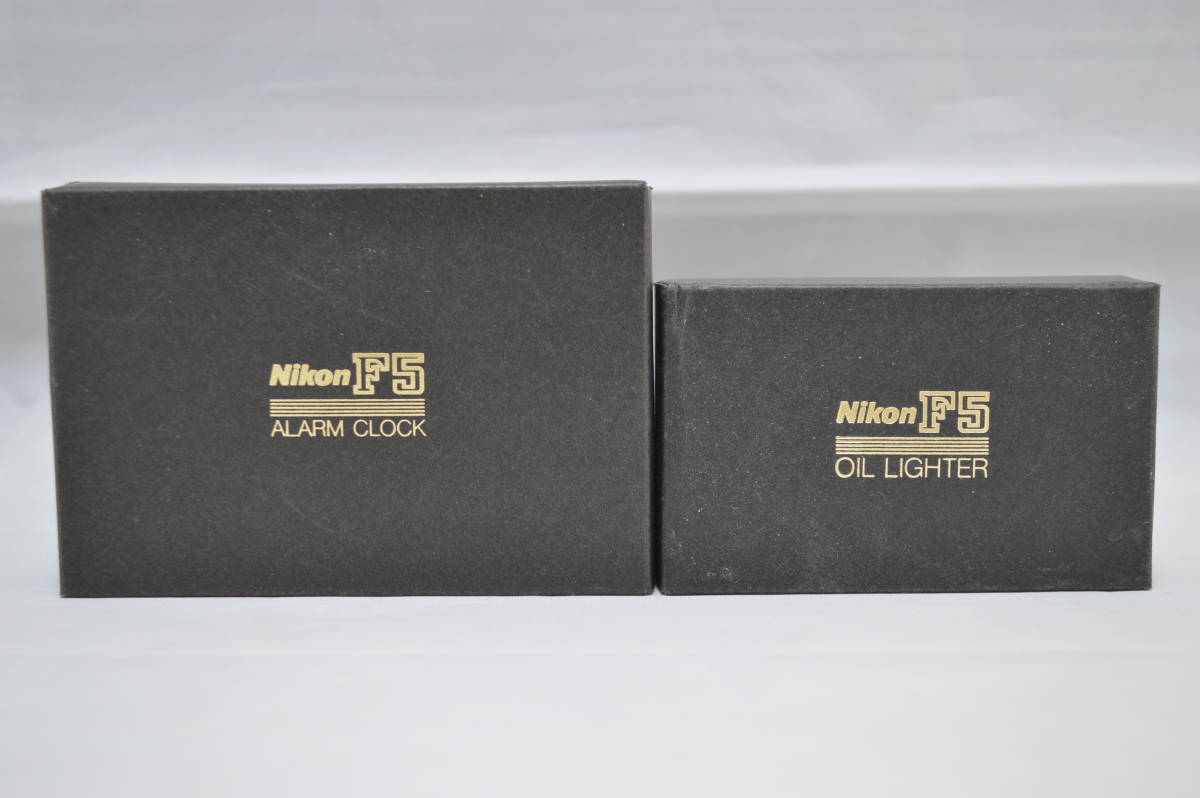 Nikon F5
ALARM CLOCK
Nikon F5
OIL LIGHTER